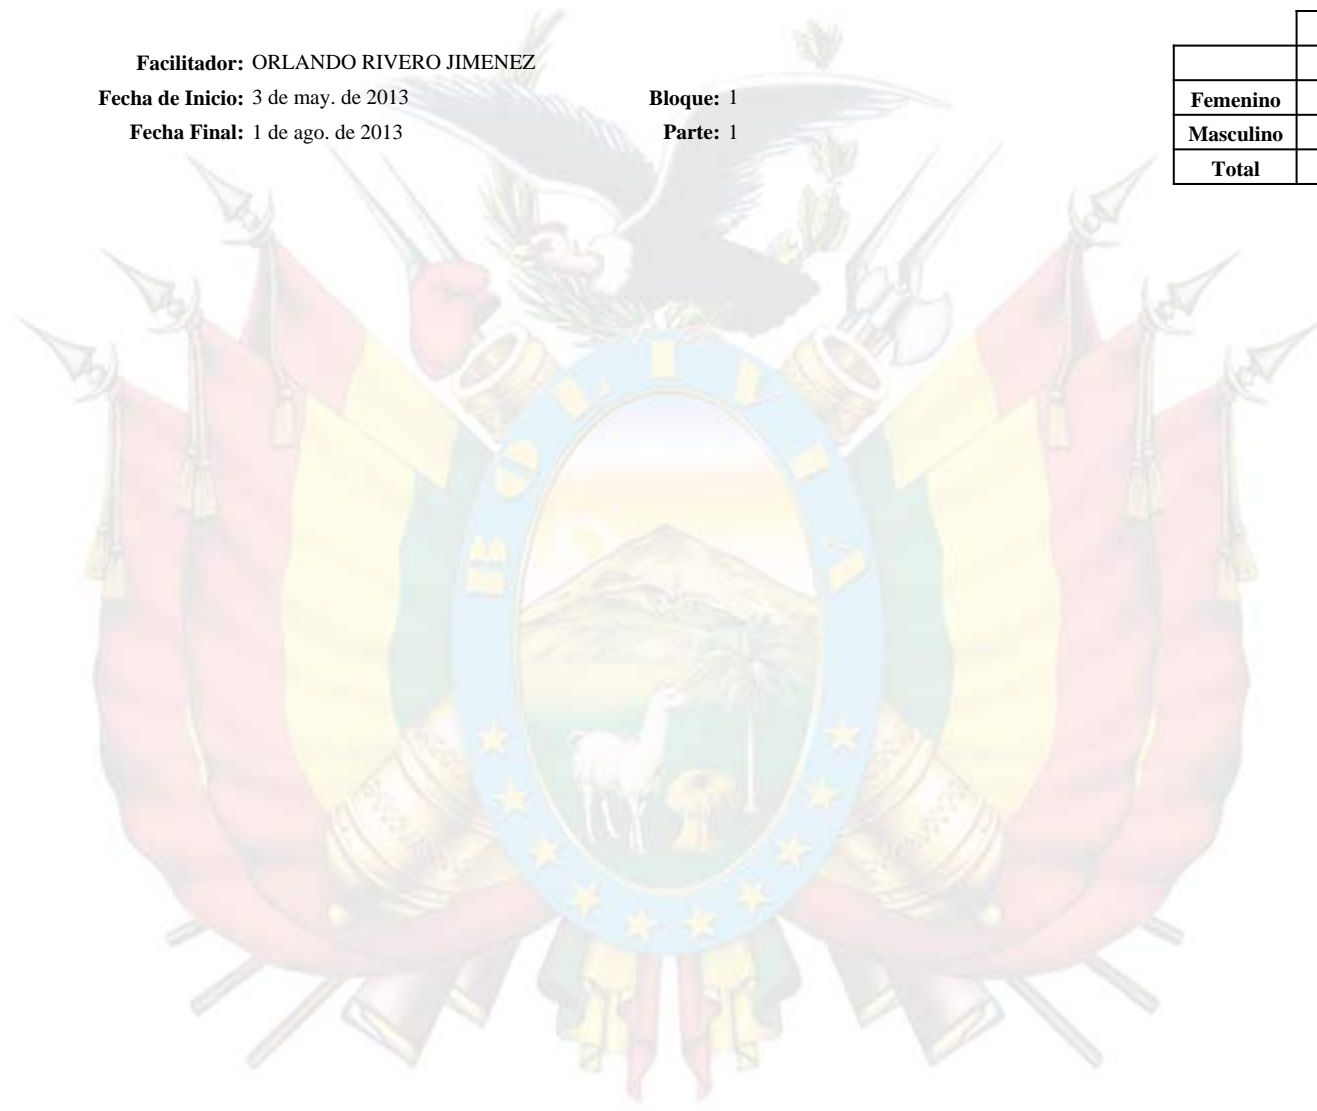 Facilitador: ORLANDO RIVERO JIMENEZ
Fecha de Inicio: 3 de may. de 2013 Bloque: 1
Fecha Final: 1 de ago. de 2013 Parte: 1
Femenino
Masculino
Total
BOLIVIA